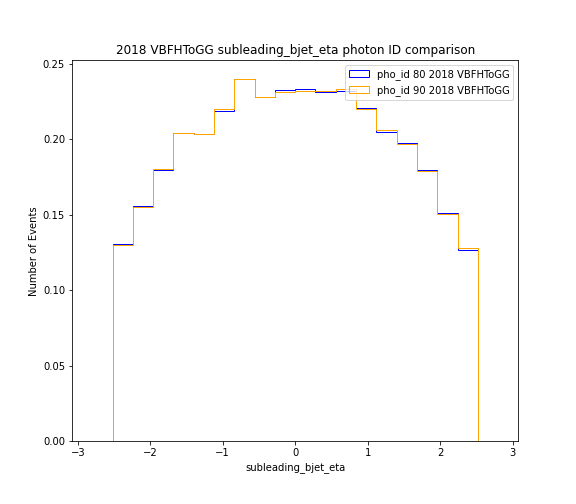 2018 VBFHToGG subleading_bjet_eta photon ID comparison
pho_id 80 2018 VBFHToGG
pho_id 90 2018 VBFHToGG
Number of Events
0.25
0.20
0.15
0.10
0.05
0.00
−3 −2 −1 0 1 2 3
subleading_bjet_eta